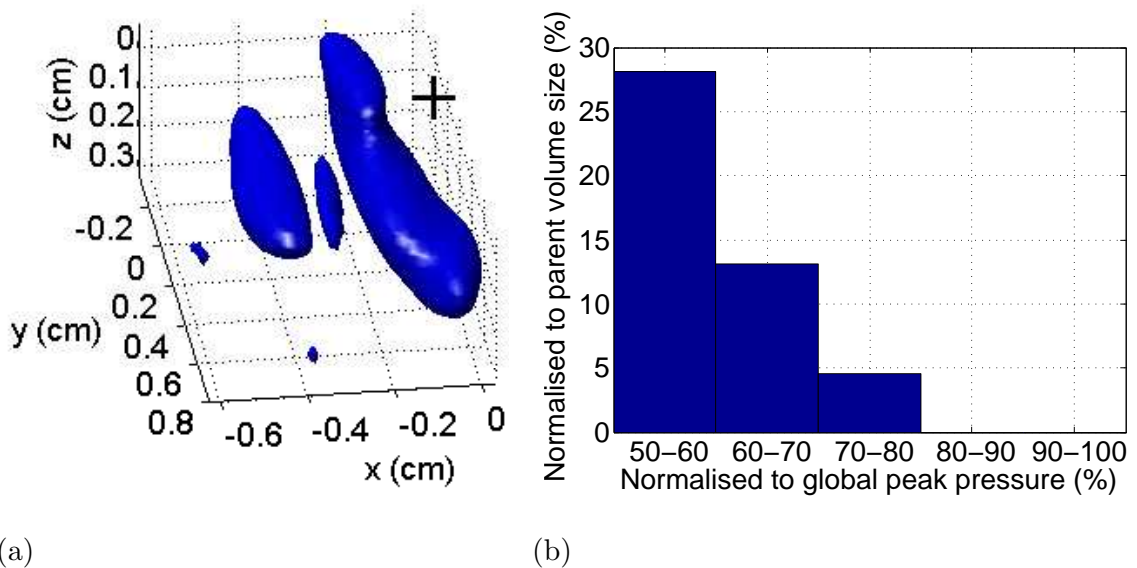 0
0.1
0.2
0.3
z (cm)
-0.2
0
0.2
0.4
0.6
0.8
y (cm)
-0.6
-0.4
-0.2
0
x (cm)
30
25
20
15
10
5
0
Normalised to parent volume size (%)
50−60 60−70 70−80 80−90 90−100
Normalised to global peak pressure (%)
(a)
(b)